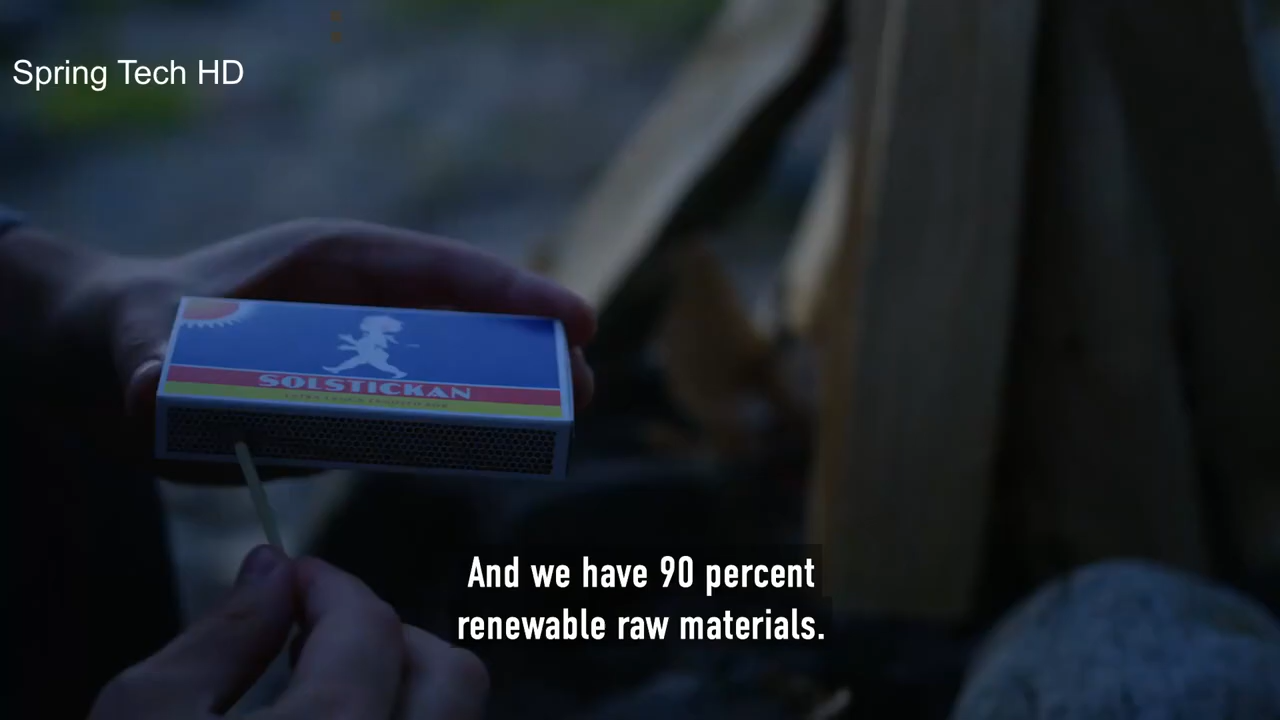 Spring Tech HD
SOLSTICKAN
And we have 90 percent
renewable raw materials.